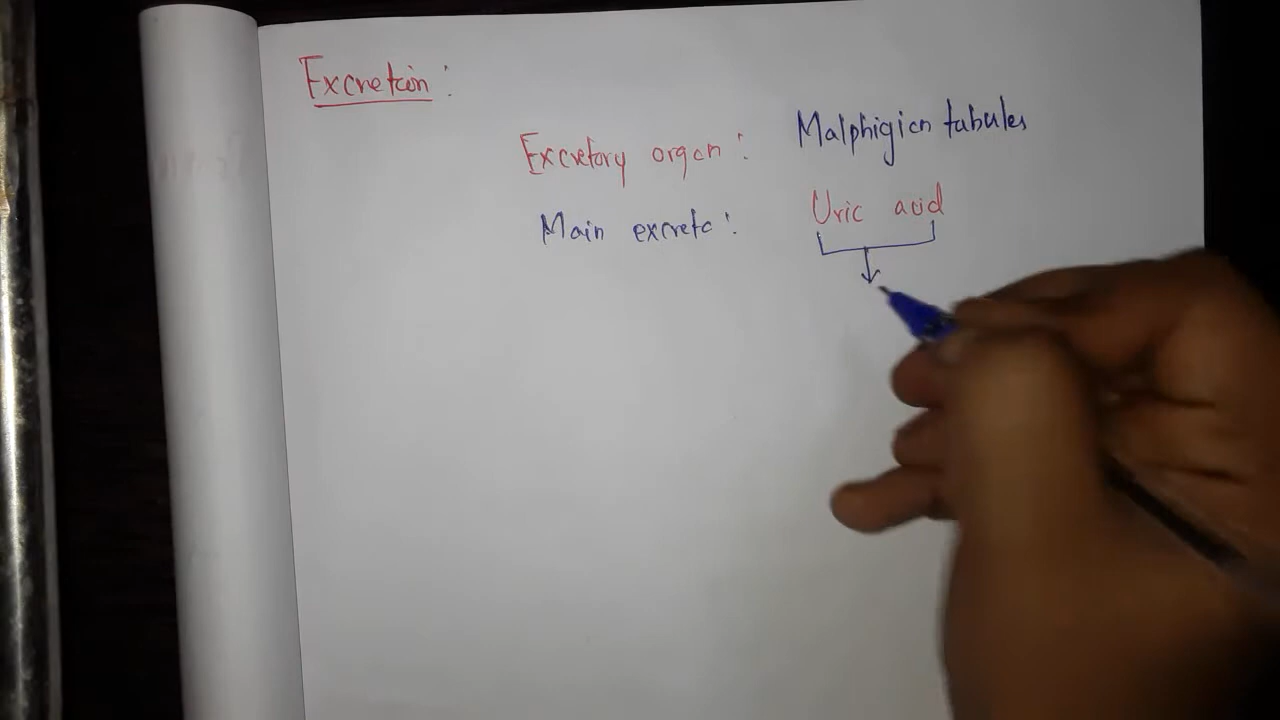 Excretion:
Excretory organ: Malphigian tubules
Main excreta: Uric acid